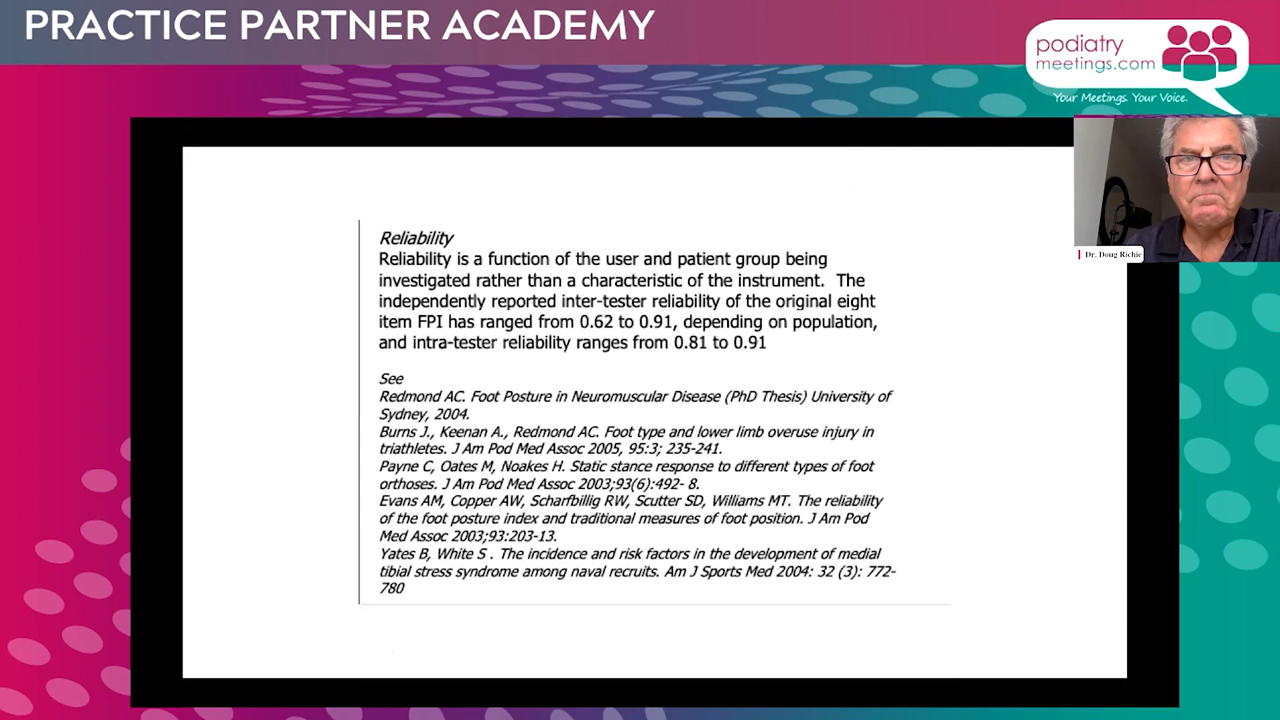 PRACTICE PARTNER ACADEMY
podiatry
meetings.com
Your Meetings. Your Voice.
Dr. Doug Richie
Reliability
Reliability is a function of the user and patient group being
investigated rather than a characteristic of the instrument. The
independently reported inter-tester reliability of the original eight
item FPI has ranged from 0.62 to 0.91, depending on population,
and intra-tester reliability ranges from 0.81 to 0.91
See
Redmond AC. Foot Posture in Neuromuscular Disease (PhD Thesis) University of
Sydney, 2004.
Burns J., Keenan A., Redmond AC. Foot type and lower limb overuse injury in
triathletes. J Am Pod Med Assoc 2005, 95:3; 235-241.
Payne C, Oates M, Noakes H. Static stance response to different types of foot
orthoses. J Am Pod Med Assoc 2003;93(6):492- 8.
Evans AM, Copper AW, Scharfbillig RW, Scutter SD, Williams MT. The reliability
of the foot posture index and traditional measures of foot position. J Am Pod
Med Assoc 2003;93:203-13.
Yates B, White S . The incidence and risk factors in the development of medial
tibial stress syndrome among naval recruits. Am J Sports Med 2004: 32 (3): 772-
780